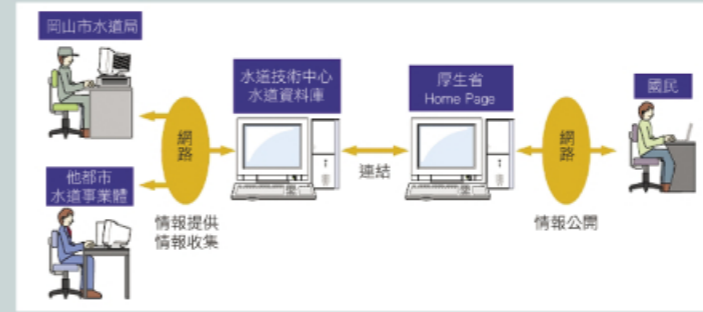 岡山市水道局
水道技術中心
水道資料庫
厚生省
Home Page
國民
網路
網路
連結
他都市
水道事業體
情報提供
情報收集
情報公開